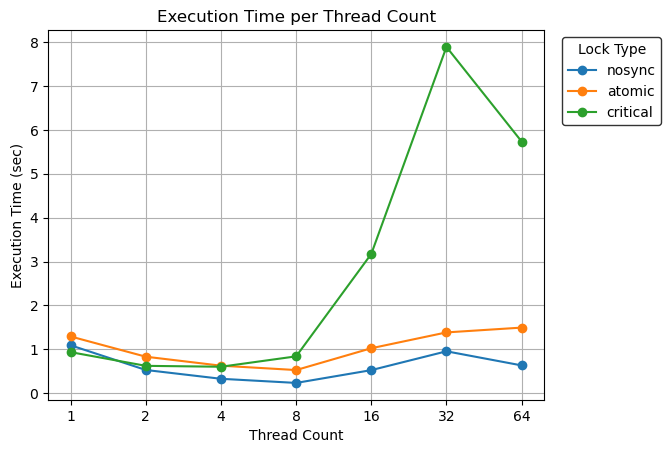 Execution Time per Thread Count
Lock Type
nosync
atomic
critical
Execution Time (sec)
8
7
6
5
4
3
2
1
0
1 2 4 8 16 32 64
Thread Count